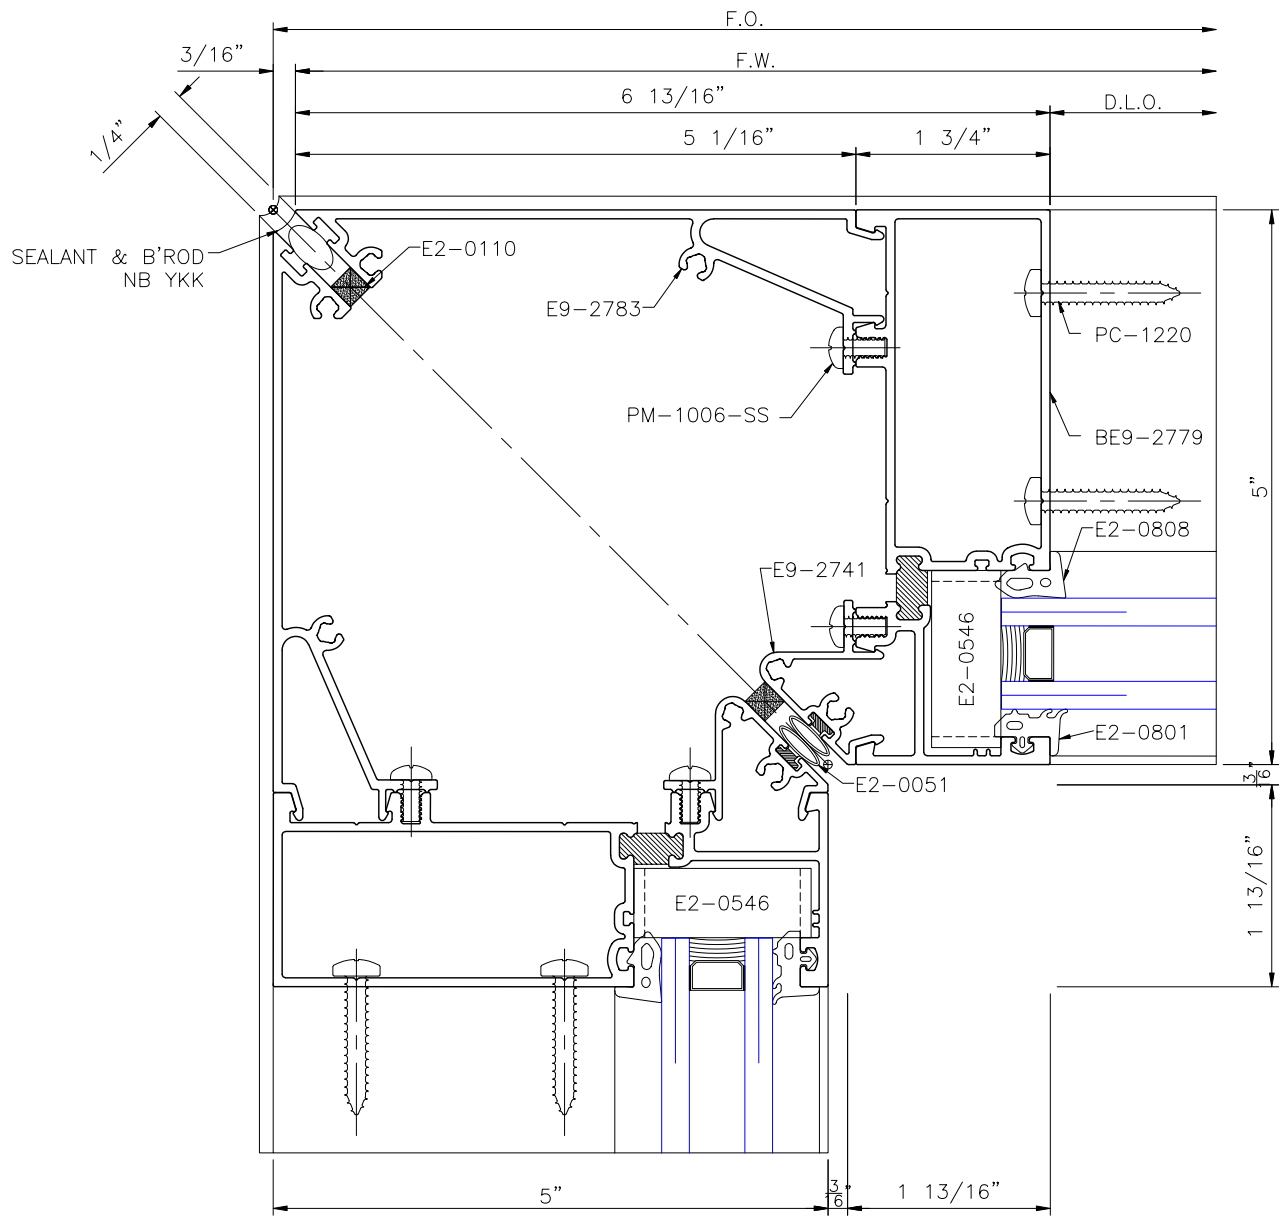 F.O.
3/16"
F.W.
6 13/16"
D.L.O.
1/4"
5 1/16"
1 3/4"
SEALANT & B'ROD
NB YKK
E2-0110
E9-2783
PC-1220
PM-1006-SS
BE9-2779
5"
E2-0808
E9-2741
E2-0546
E2-0801
E2-0051
3/6"
1 13/16"
E2-0546
5"
3/6"
1 13/16"